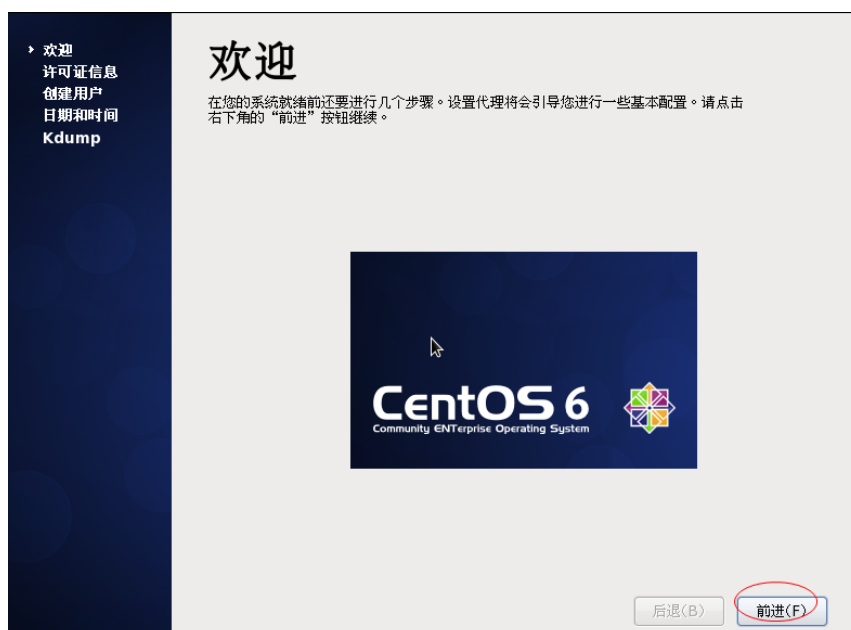 欢迎
许可证信息
创建用户
日期和时间
Kdump
欢迎
在您的系统就绪前还要进行几个步骤。设置代理将会引导您进行一些基本配置。请点击
右下角的“前进”按钮继续。
CentOS 6
Community ENTerprise Operating System
后退(B)
前进(F)